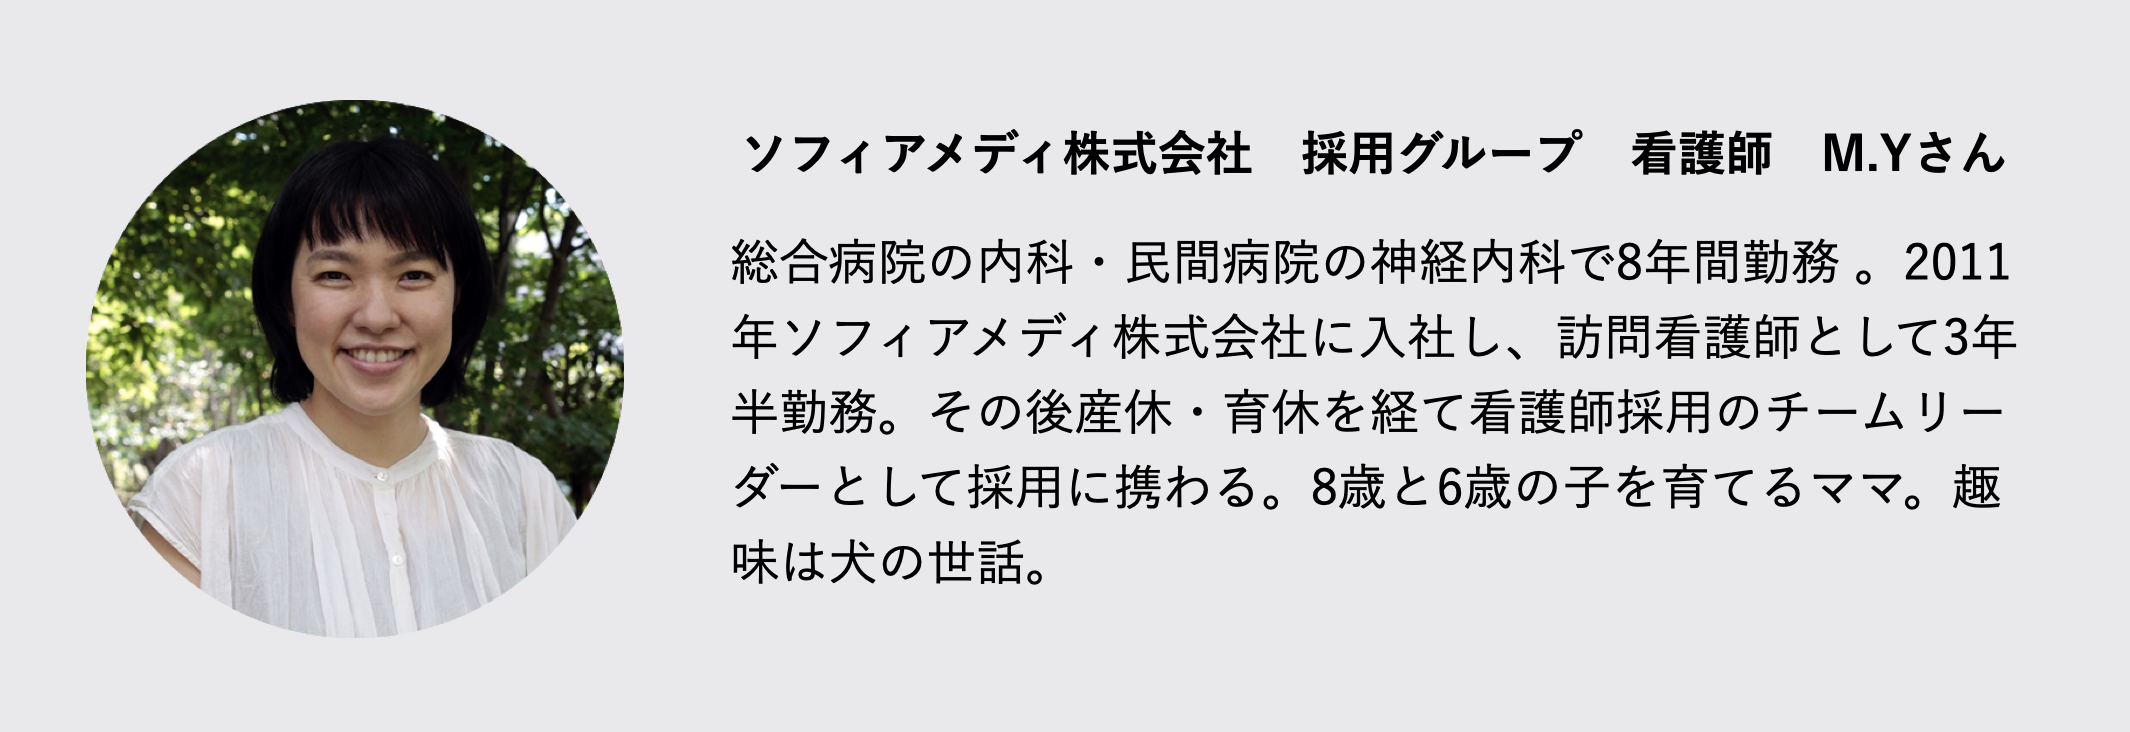 ソフィアメディ株式会社　採用グループ　看護師　M.Yさん
総合病院の内科・民間病院の神経内科で8年間勤務 。2011
年ソフィアメディ株式会社に入社し、訪問看護師として3年
半勤務。その後産休・育休を経て看護師採用のチームリー
ダーとして採用に携わる。8歳と6歳の子を育てるママ。趣
味は犬の世話。